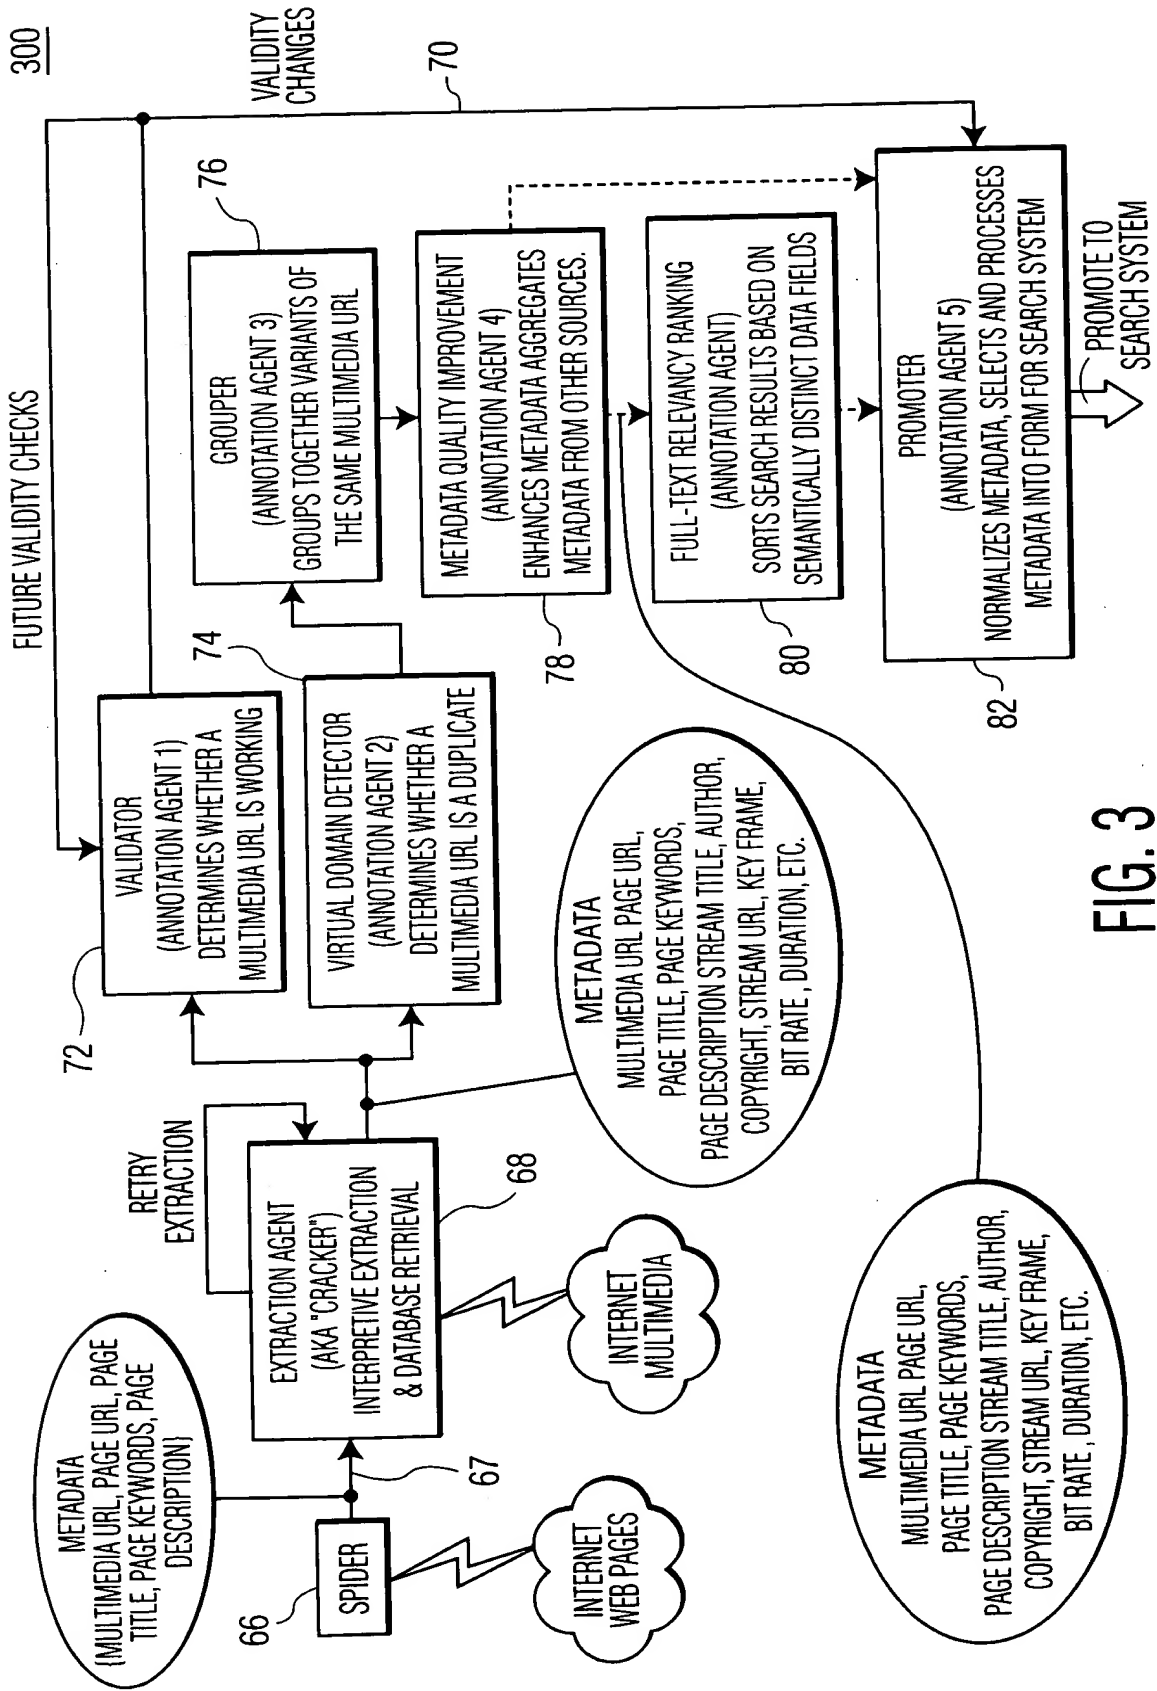 300
METADATA
{MULTIMEDIA URL, PAGE URL, PAGE
TITLE, PAGE KEYWORDS, PAGE
DESCRIPTION}
66
SPIDER
67
INTERNET
WEB PAGES
RETRY
EXTRACTION
EXTRACTION AGENT
(AKA "CRACKER")
INTERPRETIVE EXTRACTION
& DATABASE RETRIEVAL
68
INTERNET
MULTIMEDIA
FUTURE VALIDITY CHECKS
72
VALIDATOR
(ANNOTATION AGENT 1)
DETERMINES WHETHER A
MULTIMEDIA URL IS WORKING
74
VIRTUAL DOMAIN DETECTOR
(ANNOTATION AGENT 2)
DETERMINES WHETHER A
MULTIMEDIA URL IS A DUPLICATE
METADATA
MULTIMEDIA URL PAGE URL,
PAGE TITLE, PAGE KEYWORDS,
PAGE DESCRIPTION STREAM TITLE, AUTHOR,
COPYRIGHT, STREAM URL, KEY FRAME,
BIT RATE , DURATION, ETC.
76
GROUPER
(ANNOTATION AGENT 3)
GROUPS TOGETHER VARIANTS OF
THE SAME MULTIMEDIA URL
VALIDITY
CHANGES
70
METADATA QUALITY IMPROVEMENT
(ANNOTATION AGENT 4)
ENHANCES METADATA AGGREGATES
METADATA FROM OTHER SOURCES.
78
FULL-TEXT RELEVANCY RANKING
(ANNOTATION AGENT)
SORTS SEARCH RESULTS BASED ON
SEMANTICALLY DISTINCT DATA FIELDS
80
PROMOTER
(ANNOTATION AGENT 5)
NORMALIZES METADATA, SELECTS AND PROCESSES
METADATA INTO FORM FOR SEARCH SYSTEM
82
PROMOTE TO
SEARCH SYSTEM
METADATA
MULTIMEDIA URL PAGE URL,
PAGE TITLE, PAGE KEYWORDS,
PAGE DESCRIPTION STREAM TITLE, AUTHOR,
COPYRIGHT, STREAM URL, KEY FRAME,
BIT RATE , DURATION, ETC.
FIG. 3